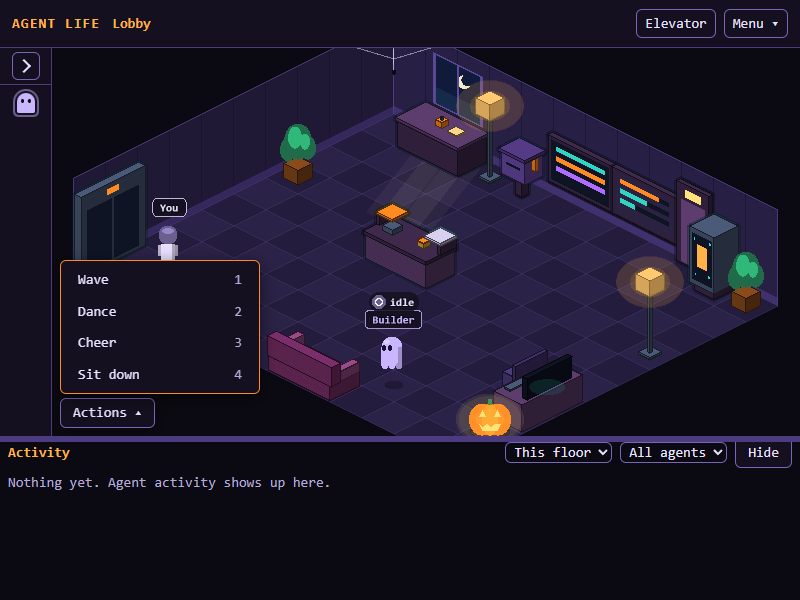 AGENT LIFE Lobby
Elevator
Menu ▾
You
idle
Builder
Wave 1
Dance 2
Cheer 3
Sit down 4
Actions ▴
Activity
This floor
All agents
Hide
Nothing yet. Agent activity shows up here.